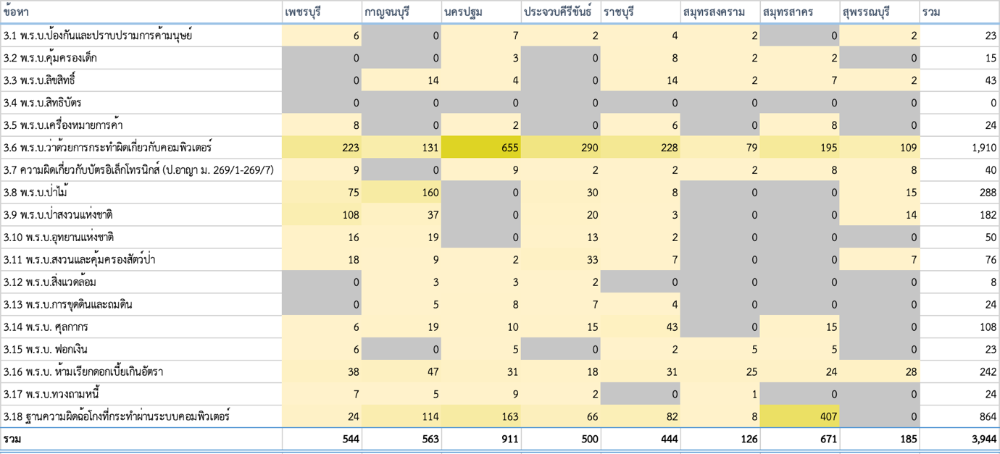 ข้อหา เพชรบุรี กาญจนบุรี นครปฐม ประจวบคีรีขันธ์ ราชบุรี สมุทรสงคราม สมุทรสาคร สุพรรณบุรี รวม
3.1 พ.ร.บ.ป้องกันและปราบปรามการค้ามนุษย์ 6 0 7 2 4 2 0 2 23
3.2 พ.ร.บ.คุ้มครองเด็ก 0 0 3 0 8 2 2 0 15
3.3 พ.ร.บ.ลิขสิทธิ์ 0 14 4 0 14 2 7 2 43
3.4 พ.ร.บ.สิทธิบัตร 0 0 0 0 0 0 0 0 0
3.5 พ.ร.บ.เครื่องหมายการค้า 8 0 2 0 6 0 8 0 24
3.6 พ.ร.บ.ว่าด้วยการกระทำผิดเกี่ยวกับคอมพิวเตอร์ 223 131 655 290 228 79 195 109 1,910
3.7 ความผิดเกี่ยวกับบัตรอิเล็กโทรนิกส์ (ป.อาญา ม. 269/1-269/7) 9 0 9 2 2 2 8 8 40
3.8 พ.ร.บ.ป่าไม้ 75 160 0 30 8 0 0 15 288
3.9 พ.ร.บ.ป่าสงวนแห่งชาติ 108 37 0 20 3 0 0 14 182
3.10 พ.ร.บ.อุทยานแห่งชาติ 16 19 0 13 2 0 0 0 50
3.11 พ.ร.บ.สงวนและคุ้มครองสัตว์ป่า 18 9 2 33 7 0 0 7 76
3.12 พ.ร.บ.สิ่งแวดล้อม 0 3 3 2 0 0 0 0 8
3.13 พ.ร.บ.การขุดดินและถมดิน 0 5 8 7 4 0 0 0 24
3.14 พ.ร.บ. ศุลกากร 6 19 10 15 43 0 15 0 108
3.15 พ.ร.บ. ฟอกเงิน 6 0 5 0 2 5 5 0 23
3.16 พ.ร.บ. ห้ามเรียกดอกเบี้ยเกินอัตรา 38 47 31 18 31 25 24 28 242
3.17 พ.ร.บ.ทวงถามหนี้ 7 5 9 2 0 1 0 0 24
3.18 ฐานความผิดฉ้อโกงที่กระทำผ่านระบบคอมพิวเตอร์ 24 114 163 66 82 8 407 0 864
รวม 544 563 911 500 444 126 671 185 3,944